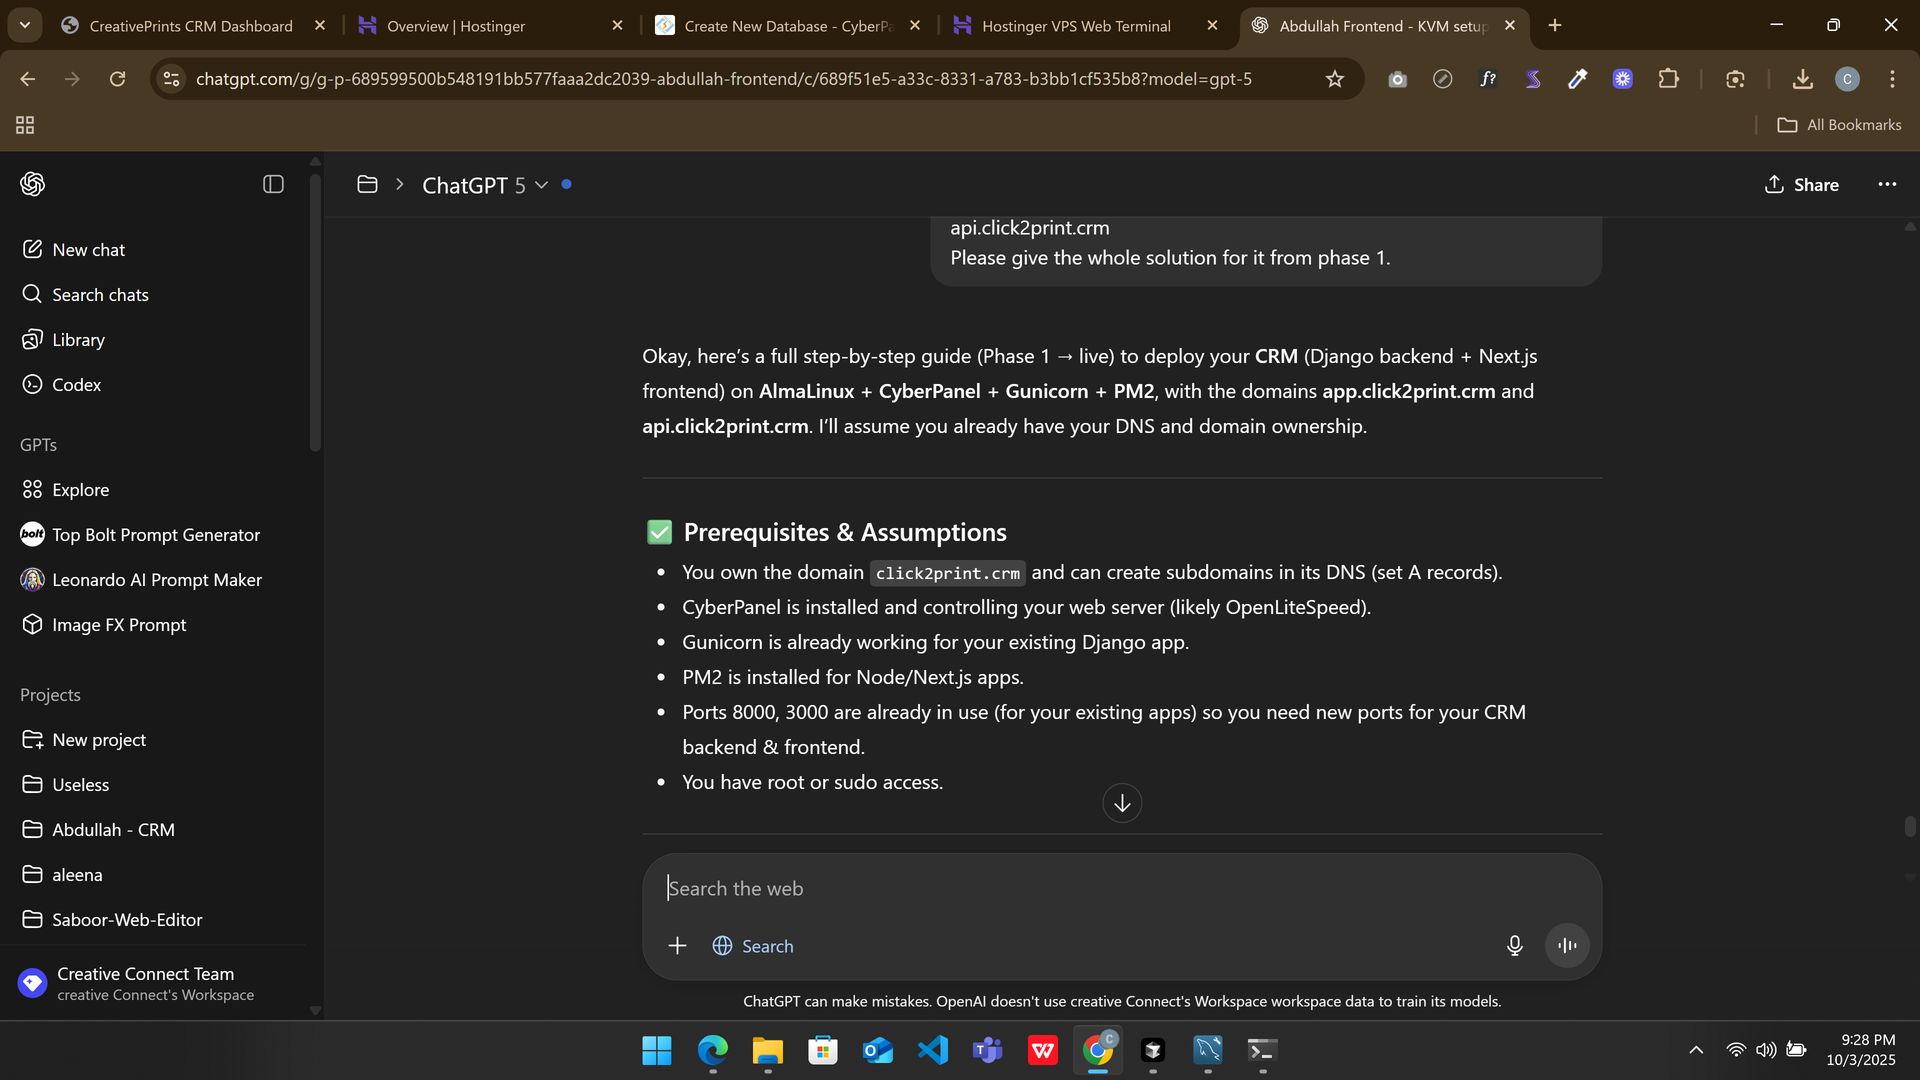 CreativePrints CRM Dashboard
Overview | Hostinger
Create New Database - CyberPa
Hostinger VPS Web Terminal
Abdullah Frontend - KVM setup
chatgpt.com/g/g-p-689599500b548191bb577faaa2dc2039-abdullah-frontend/c/689f51e5-a33c-8331-a783-b3bb1cf535b8?model=gpt-5
f?
C
All Bookmarks
New chat
Search chats
Library
Codex
GPTs
Explore
bolt
Top Bolt Prompt Generator
Leonardo AI Prompt Maker
Image FX Prompt
Projects
New project
Useless
Abdullah - CRM
aleena
Saboor-Web-Editor
Creative Connect Team
creative Connect's Workspace
ChatGPT 5
Share
api.click2print.crm
Please give the whole solution for it from phase 1.
Okay, here’s a full step-by-step guide (Phase 1 → live) to deploy your CRM (Django backend + Next.js
frontend) on AlmaLinux + CyberPanel + Gunicorn + PM2, with the domains app.click2print.crm and
api.click2print.crm. I’ll assume you already have your DNS and domain ownership.
✅ Prerequisites & Assumptions
• You own the domain click2print.crm and can create subdomains in its DNS (set A records).
• CyberPanel is installed and controlling your web server (likely OpenLiteSpeed).
• Gunicorn is already working for your existing Django app.
• PM2 is installed for Node/Next.js apps.
• Ports 8000, 3000 are already in use (for your existing apps) so you need new ports for your CRM
backend & frontend.
• You have root or sudo access.
Search the web
Search
ChatGPT can make mistakes. OpenAI doesn't use creative Connect's Workspace workspace data to train its models.
9:28 PM
10/3/2025